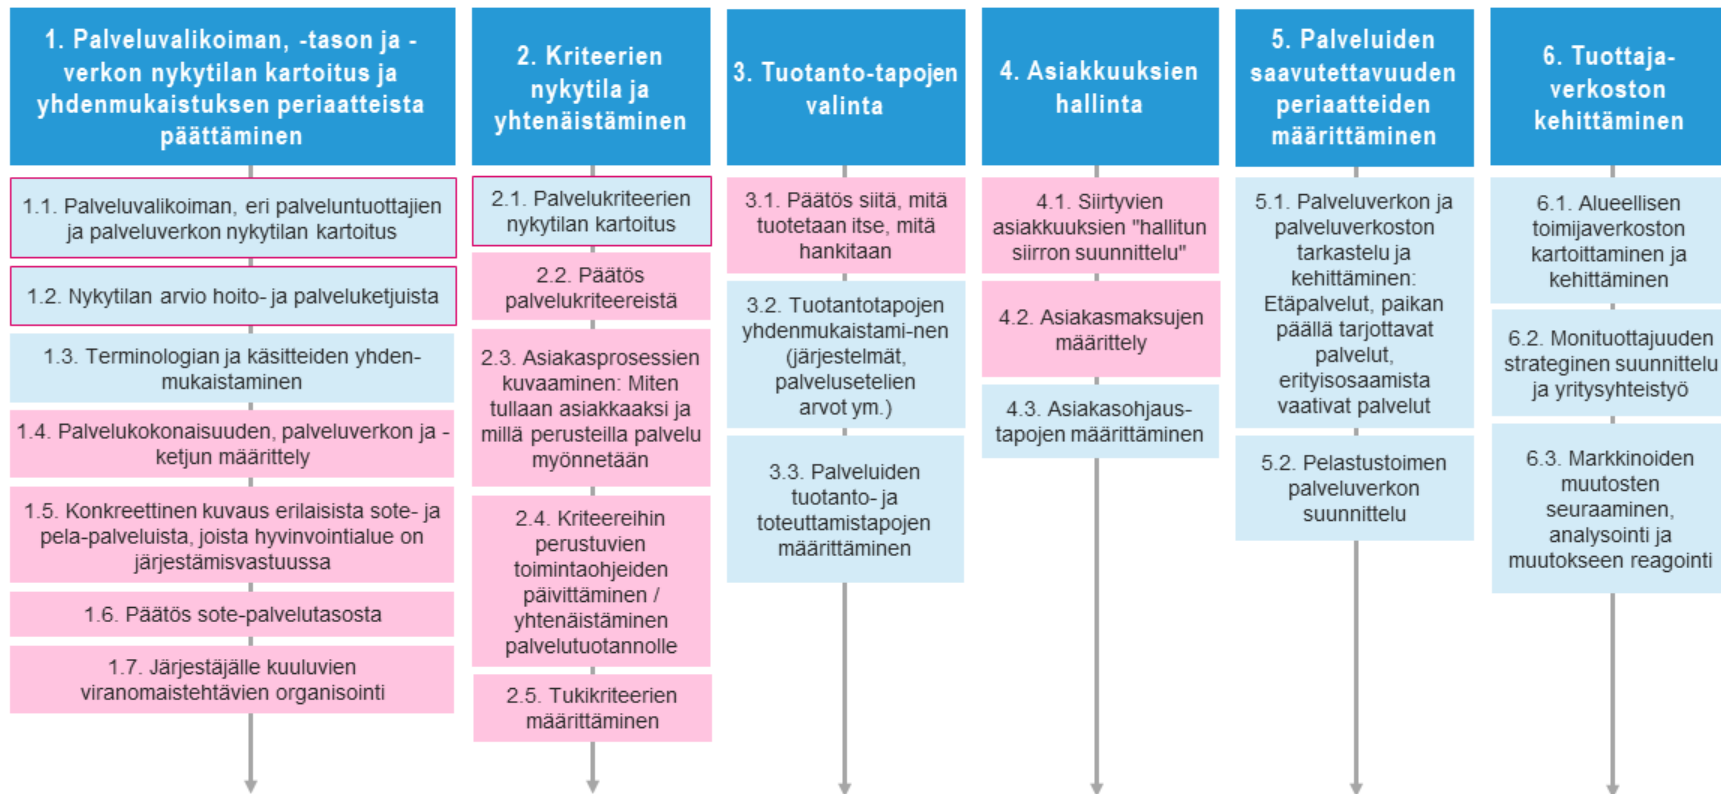 1. Palveluvalikoiman, -tason ja -
verkon nykytilan kartoitus ja
yhdenmukaistuksen periaatteista
päättäminen
1.1. Palveluvalikoiman, eri palveluntuottajien
ja palveluverkon nykytilan kartoitus
1.2. Nykytilan arvio hoito- ja palveluketjuista
1.3. Terminologian ja käsitteiden yhden-
mukaistaminen
1.4. Palvelukokonaisuuden, palveluverkon ja -
ketjun määrittely
1.5. Konkreettinen kuvaus erilaisista sote- ja
pela-palveluista, joista hyvinvointialue on
järjestämisvastuussa
1.6. Päätös sote-palvelutasosta
1.7. Järjestäjälle kuuluvien
viranomaistehtävien organisointi
2. Kriteerien
nykytila ja
yhtenäistäminen
2.1. Palvelukriteerien
nykytilan kartoitus
2.2. Päätös
palvelukriteereistä
2.3. Asiakasprosessien
kuvaaminen: Miten
tullaan asiakkaaksi ja
millä perusteilla palvelu
myönnetään
2.4. Kriteereihin
perustuvien
toimintaohjeiden
päivittäminen /
yhtenäistäminen
palvelutuotannolle
2.5. Tukikriteerien
määrittäminen
3. Tuotanto-tapojen
valinta
3.1. Päätös siitä, mitä
tuotetaan itse, mitä
hankitaan
3.2. Tuotantotapojen
yhdenmukaistami-nen
(järjestelmät,
palvelusetelien
arvot ym.)
3.3. Palveluiden
tuotanto- ja
toteuttamistapojen
määrittäminen
4. Asiakkuuksien
hallinta
4.1. Siirtyvien
asiakkuuksien "hallitun
siirron suunnittelu"
4.2. Asiakasmaksujen
määrittely
4.3. Asiakasohjaus-
tapojen määrittäminen
5. Palveluiden
saavutettavuuden
periaatteiden
määrittäminen
5.1. Palveluverkon ja
palveluverkoston
tarkastelu ja
kehittäminen:
Etäpalvelut, paikan
päällä tarjottavat
palvelut,
erityisosaamista
vaativat palvelut
5.2. Pelastustoimen
palveluverkon
suunnittelu
6. Tuottaja-
verkoston
kehittäminen
6.1. Alueellisen
toimijaverkoston
kartoittaminen ja
kehittäminen
6.2. Monituottajuuden
strateginen suunnittelu
ja yritysyhteistyö
6.3. Markkinoiden
muutosten
seuraaminen,
analysointi ja
muutokseen reagointi